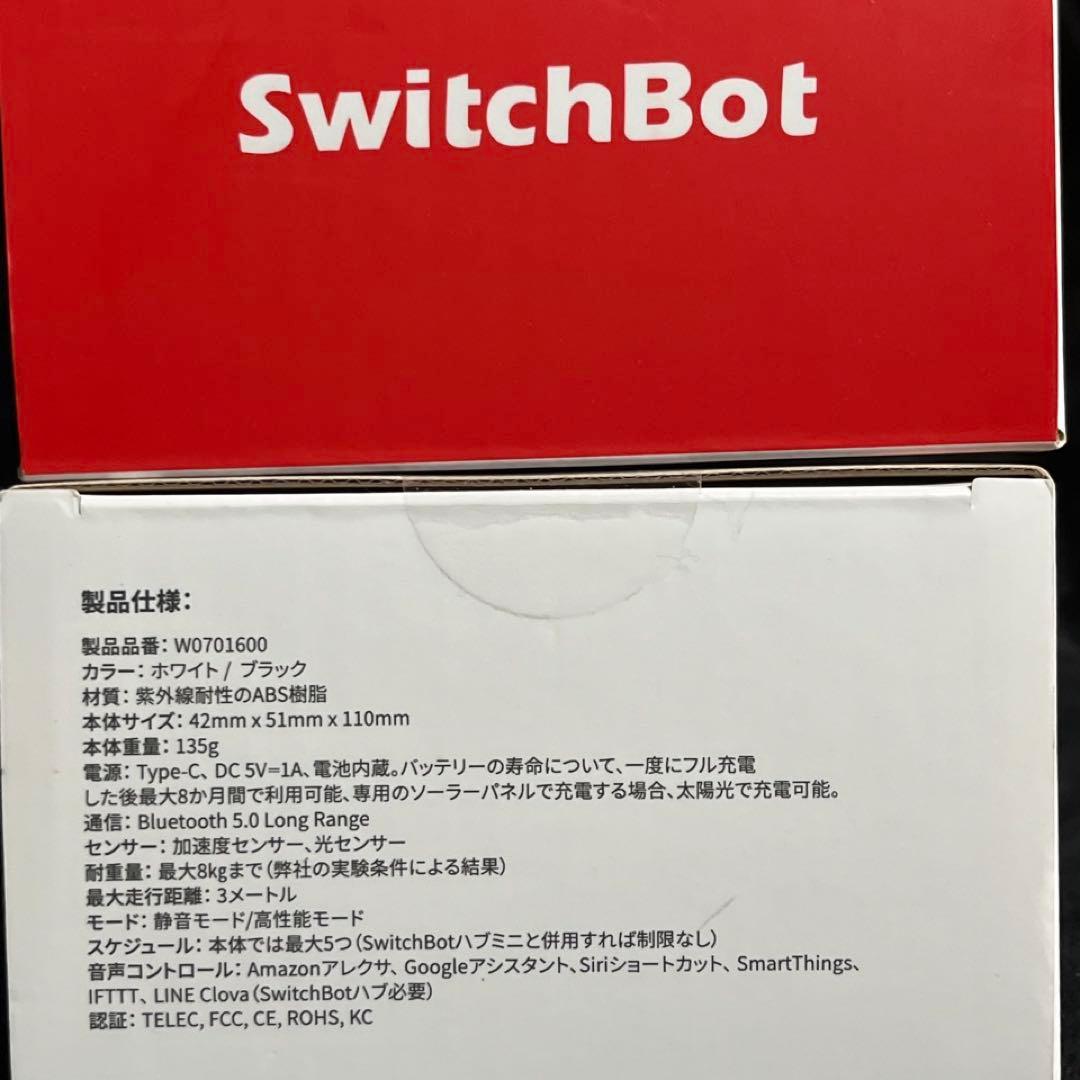 SwitchBot
製品仕様：
製品品番：W0701600
カラー：ホワイト / ブラック
材質：紫外線耐性のABS樹脂
本体サイズ：42mm x 51mm x 110mm
本体重量：135g
電源：Type-C、DC 5V=1A、電池内蔵。バッテリーの寿命について、一度にフル充電
した後最大8か月間で利用可能、専用のソーラーパネルで充電する場合、太陽光で充電可能。
通信：Bluetooth 5.0 Long Range
センサー：加速度センサー、光センサー
耐重量：最大8kgまで（弊社の実験条件による結果）
最大走行距離：3メートル
モード：静音モード/高性能モード
スケジュール：本体では最大5つ（SwitchBotハブミニと併用すれば制限なし）
音声コントロール：Amazonアレクサ、Googleアシスタント、Siriショートカット、SmartThings、
IFTTT、LINE Clova（SwitchBotハブ必要）
認証：TELEC, FCC, CE, ROHS, KC